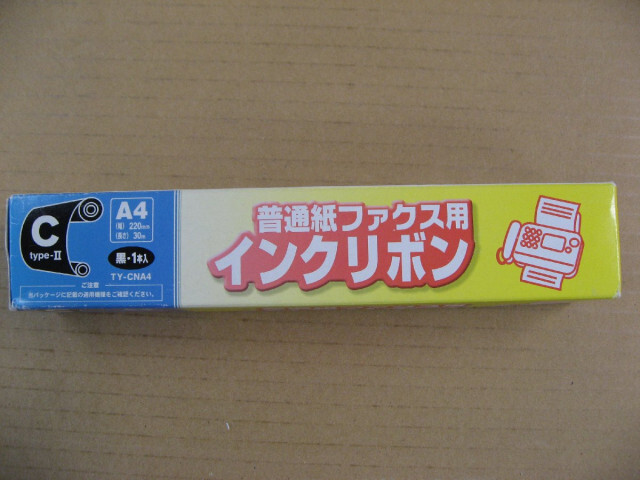 C
type-II
A4
(幅) 220mm
(長さ) 30m
黒・1本入
TY-CNA4
ご注意
当パッケージに記載の適用機種をご確認ください。
普通紙ファクス用
インクリボン